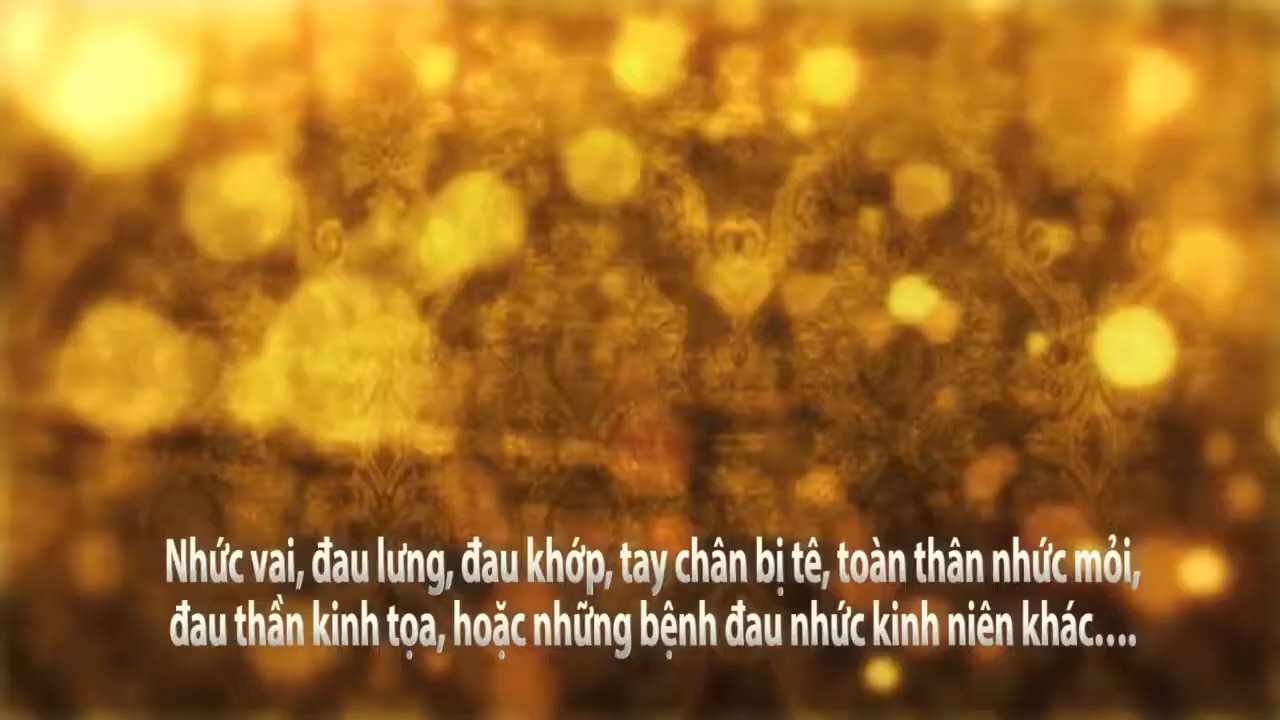 Nhức vai, đau lưng, đau khớp, tay chân bị tê, toàn thân nhức mỏi,
đau thần kinh tọa, hoặc những bệnh đau nhức kinh niên khác....